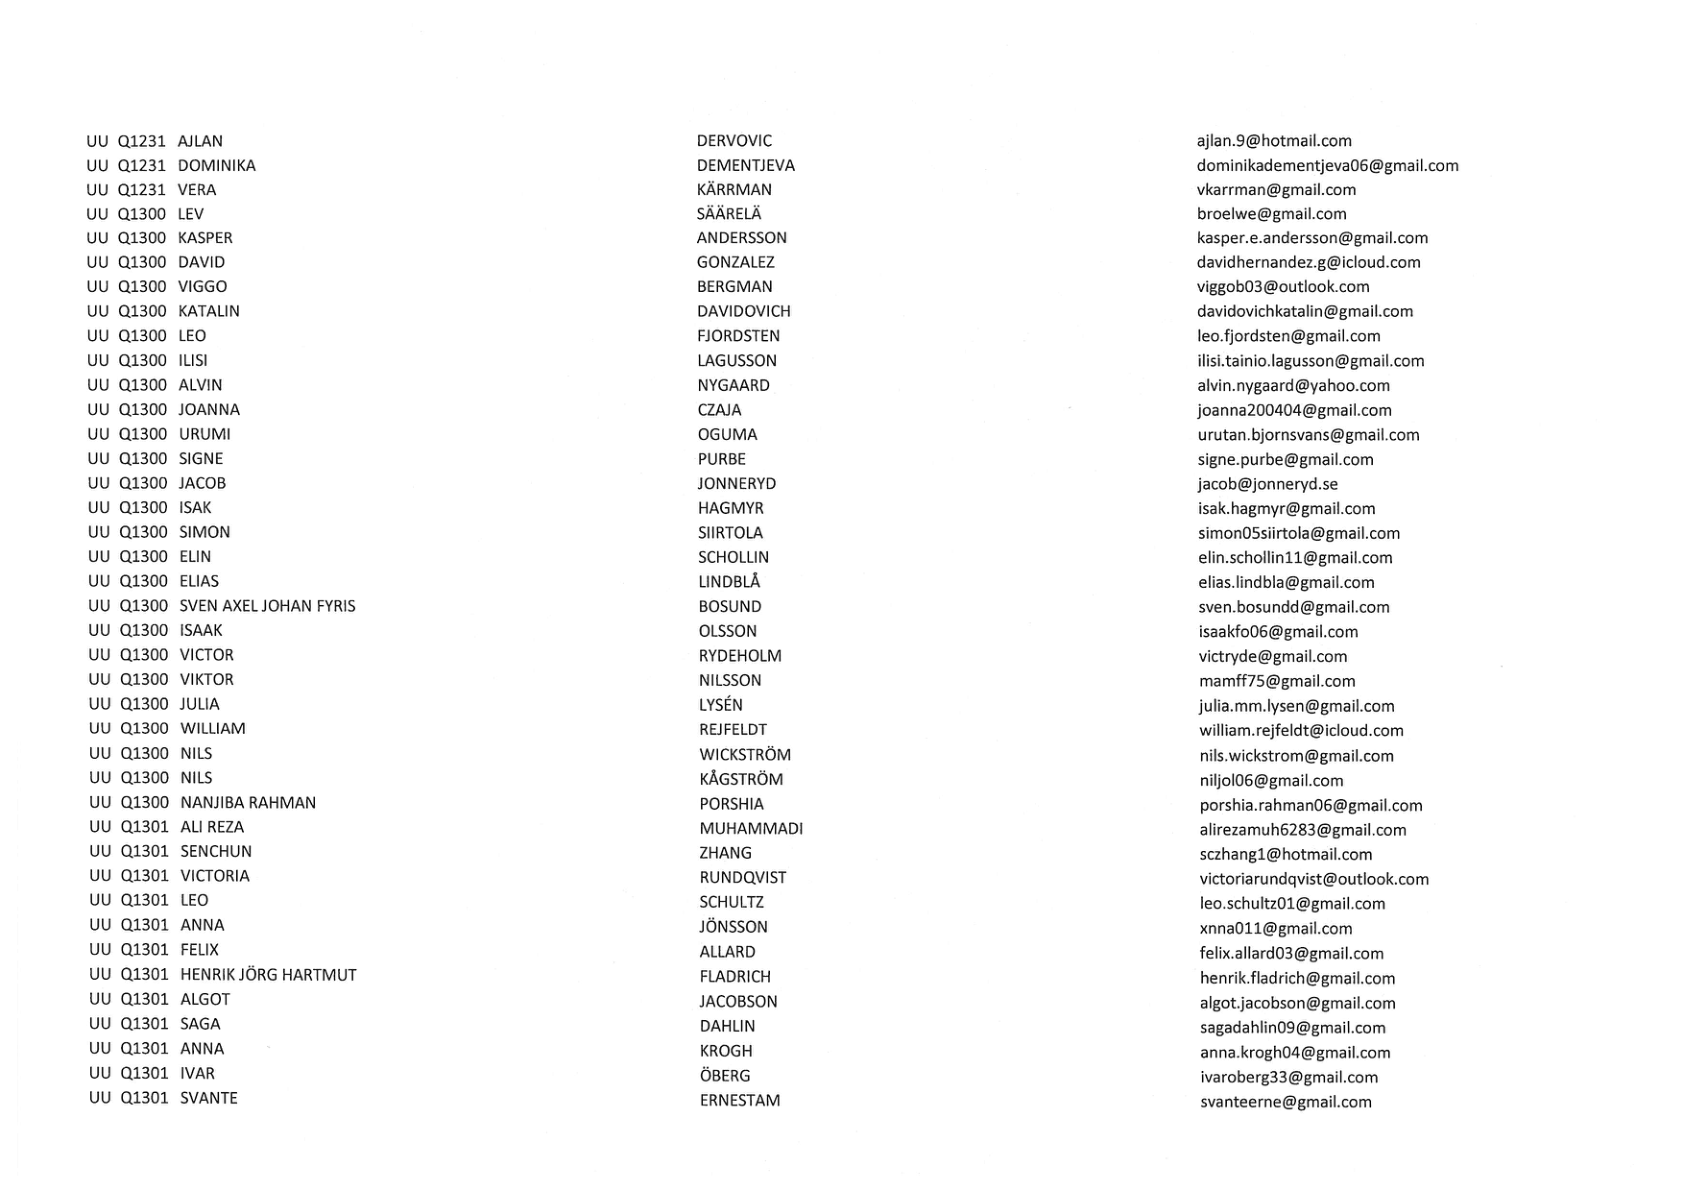 UU Q1231 AJLAN DERVOVIC ajlan.9@hotmail.com
UU Q1231 DOMINIKA DEMENTJEVA dominikadementjeva06@gmail.com
UU Q1231 VERA KÄRRMAN vkarrman@gmail.com
UU Q1300 LEV SÄÄRELÄ broelwe@gmail.com
UU Q1300 KASPER ANDERSSON kasper.e.andersson@gmail.com
UU Q1300 DAVID GONZALEZ davidhernandez.g@icloud.com
UU Q1300 VIGGO BERGMAN viggob03@outlook.com
UU Q1300 KATALIN DAVIDOVICH davidovichkatalin@gmail.com
UU Q1300 LEO FJORDSTEN leo.fjordsten@gmail.com
UU Q1300 ILISI LAGUSSON ilisi.tainio.lagusson@gmail.com
UU Q1300 ALVIN NYGAARD alvin.nygaard@yahoo.com
UU Q1300 JOANNA CZAJA joanna200404@gmail.com
UU Q1300 URUMI OGUMA urutan.bjornsvans@gmail.com
UU Q1300 SIGNE PURBE signe.purbe@gmail.com
UU Q1300 JACOB JONNERYD jacob@jonneryd.se
UU Q1300 ISAK HAGMYR isak.hagmyr@gmail.com
UU Q1300 SIMON SIIRTOLA simon05siirtola@gmail.com
UU Q1300 ELIN SCHOLLIN elin.schollin11@gmail.com
UU Q1300 ELIAS LINDBLÅ elias.lindbla@gmail.com
UU Q1300 SVEN AXEL JOHAN FYRIS BOSUND sven.bosundd@gmail.com
UU Q1300 ISAAK OLSSON isaakfo06@gmail.com
UU Q1300 VICTOR RYDEHOLM victryde@gmail.com
UU Q1300 VIKTOR NILSSON mamff75@gmail.com
UU Q1300 JULIA LYSÉN julia.mm.lysen@gmail.com
UU Q1300 WILLIAM REJFELDT william.rejfeldt@icloud.com
UU Q1300 NILS WICKSTRÖM nils.wickstrom@gmail.com
UU Q1300 NILS KÅGSTRÖM niljol06@gmail.com
UU Q1300 NANJIBA RAHMAN PORSHIA porshia.rahman06@gmail.com
UU Q1301 ALI REZA MUHAMMADI alirezamuh6283@gmail.com
UU Q1301 SENCHUN ZHANG sczhang1@hotmail.com
UU Q1301 VICTORIA RUNDQVIST victoriarundqvist@outlook.com
UU Q1301 LEO SCHULTZ leo.schultz01@gmail.com
UU Q1301 ANNA JÖNSSON xnna011@gmail.com
UU Q1301 FELIX ALLARD felix.allard03@gmail.com
UU Q1301 HENRIK JÖRG HARTMUT FLADRICH henrik.fladrich@gmail.com
UU Q1301 ALGOT JACOBSON algot.jacobson@gmail.com
UU Q1301 SAGA DAHLIN sagadahlin09@gmail.com
UU Q1301 ANNA KROGH anna.krogh04@gmail.com
UU Q1301 IVAR ÖBERG ivaroberg33@gmail.com
UU Q1301 SVANTE ERNESTAM svanteerne@gmail.com